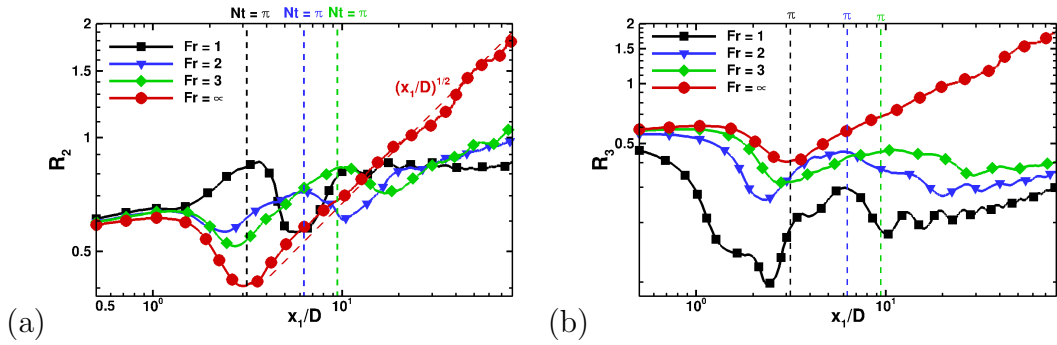 Nt = π Nt = π Nt = π
2
1.5
1
0.5
R₂
Fr = 1
Fr = 2
Fr = 3
Fr = ∞
(x₁/D)¹/²
0.5 10⁰ 10¹
x₁/D
(a)
π π π
2
1.5
1
0.5
R₃
Fr = 1
Fr = 2
Fr = 3
Fr = ∞
10⁰ 10¹
x₁/D
(b)